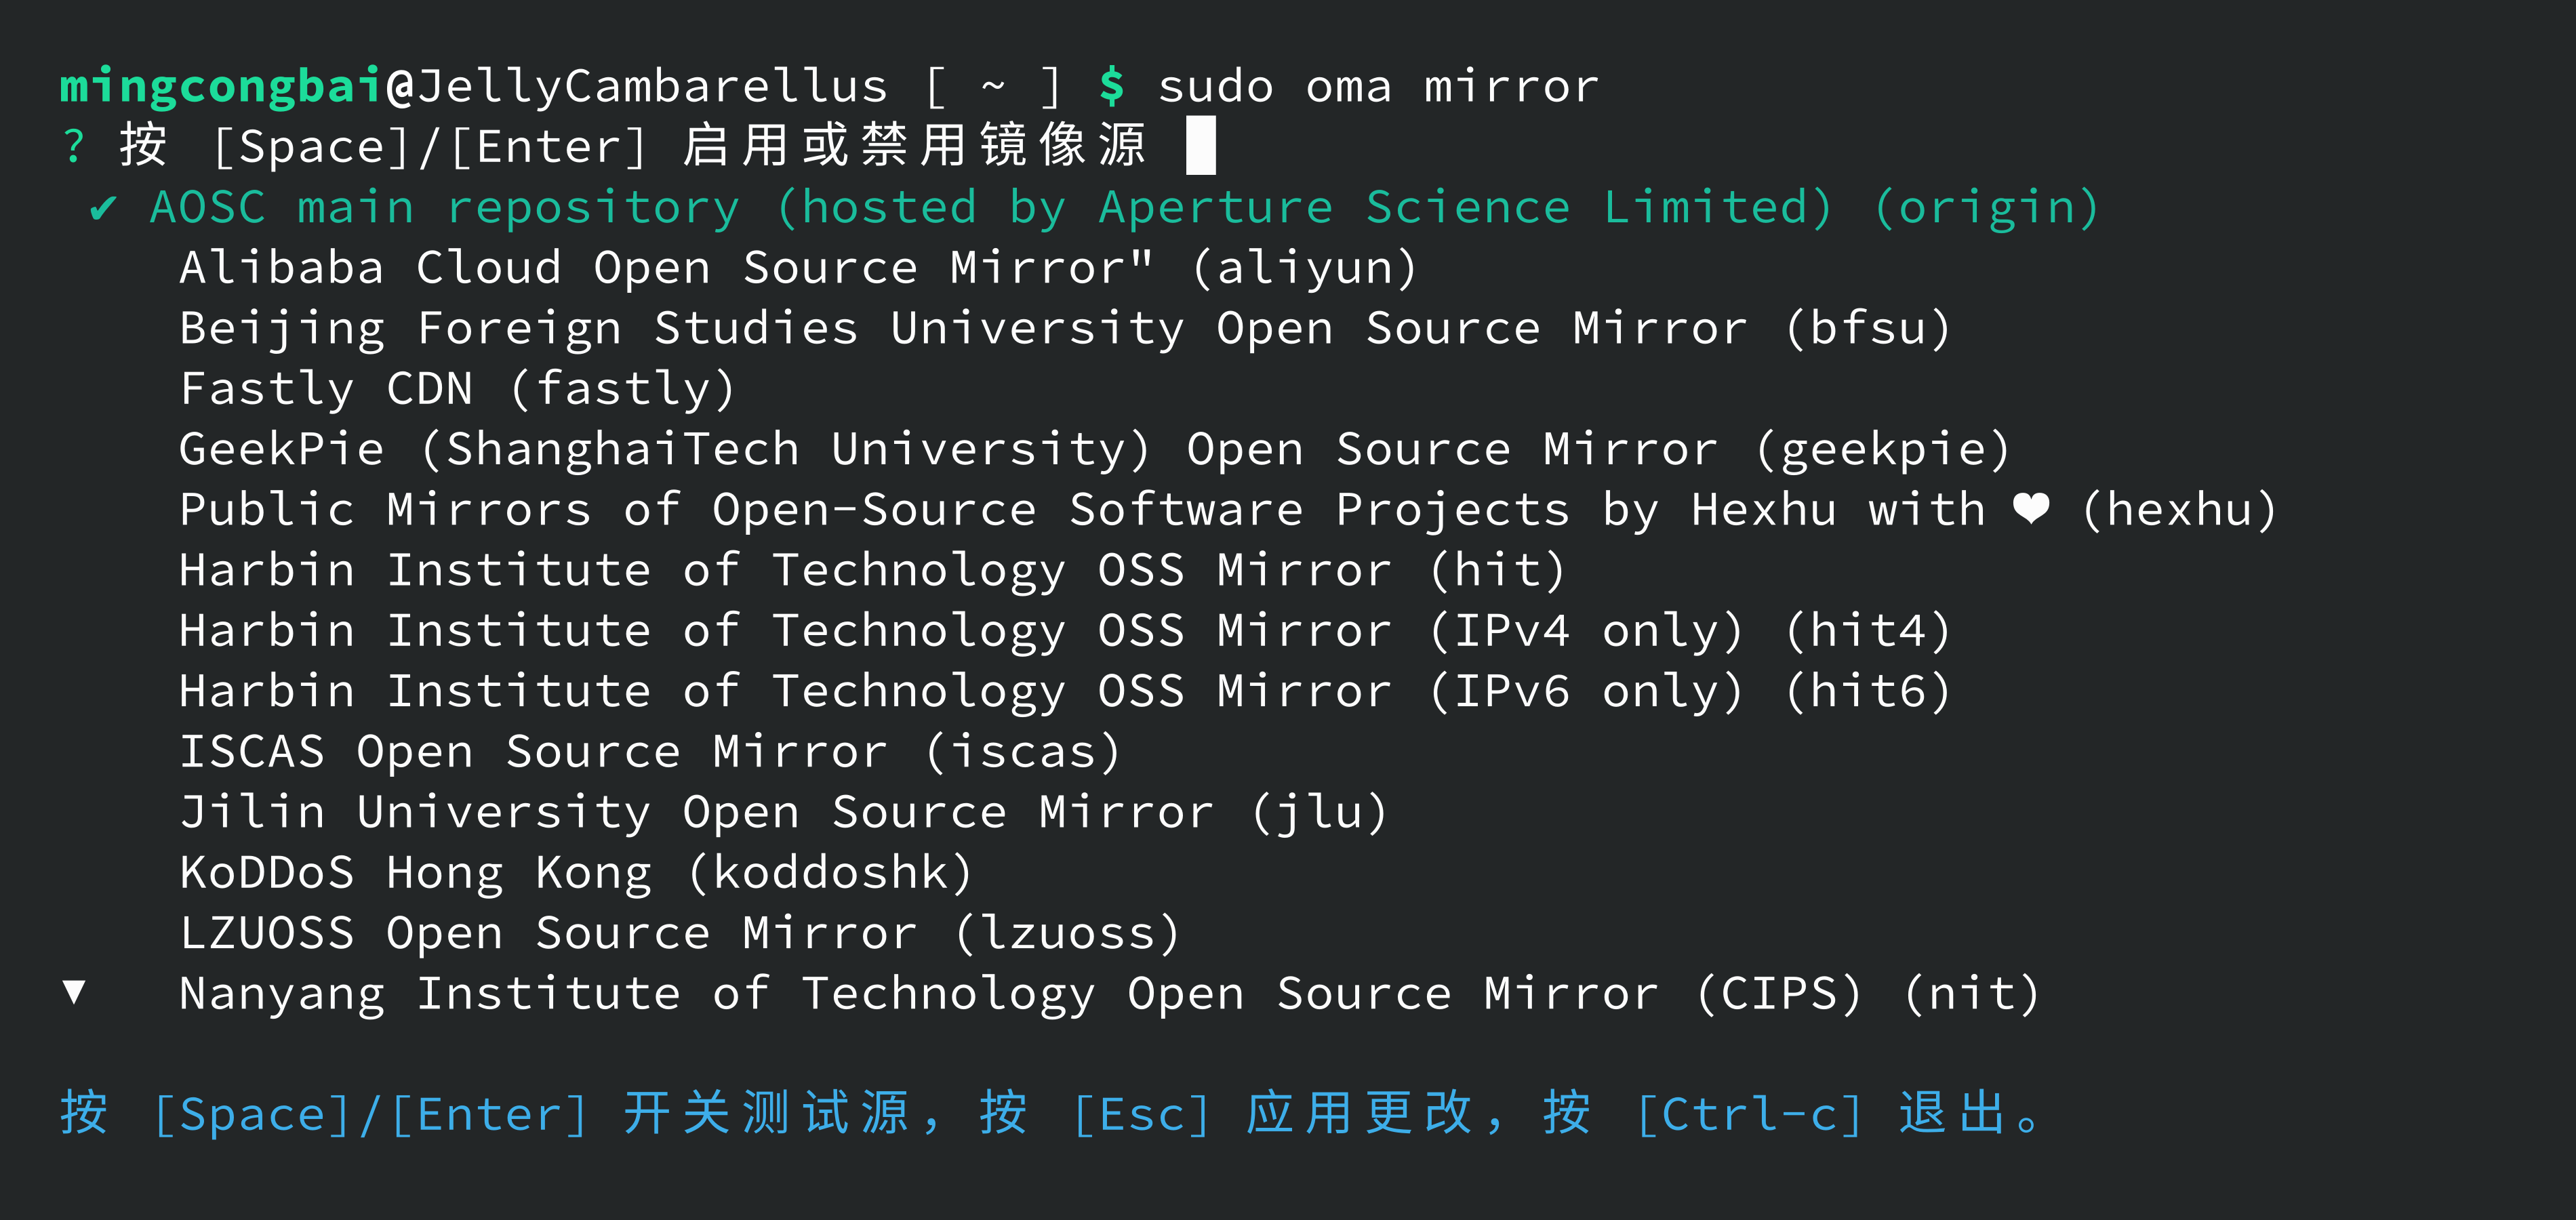 mingcongbai@JellyCambarellus [ ~ ] $ sudo oma mirror
? 按 [Space]/[Enter] 启用或禁用镜像源
✔ AOSC main repository (hosted by Aperture Science Limited) (origin)
Alibaba Cloud Open Source Mirror" (aliyun)
Beijing Foreign Studies University Open Source Mirror (bfsu)
Fastly CDN (fastly)
GeekPie (ShanghaiTech University) Open Source Mirror (geekpie)
Public Mirrors of Open-Source Software Projects by Hexhu with ❤ (hexhu)
Harbin Institute of Technology OSS Mirror (hit)
Harbin Institute of Technology OSS Mirror (IPv4 only) (hit4)
Harbin Institute of Technology OSS Mirror (IPv6 only) (hit6)
ISCAS Open Source Mirror (iscas)
Jilin University Open Source Mirror (jlu)
KoDDoS Hong Kong (koddoshk)
LZUOSS Open Source Mirror (lzuoss)
▼ Nanyang Institute of Technology Open Source Mirror (CIPS) (nit)
按 [Space]/[Enter] 开关测试源，按 [Esc] 应用更改，按 [Ctrl-c] 退出。